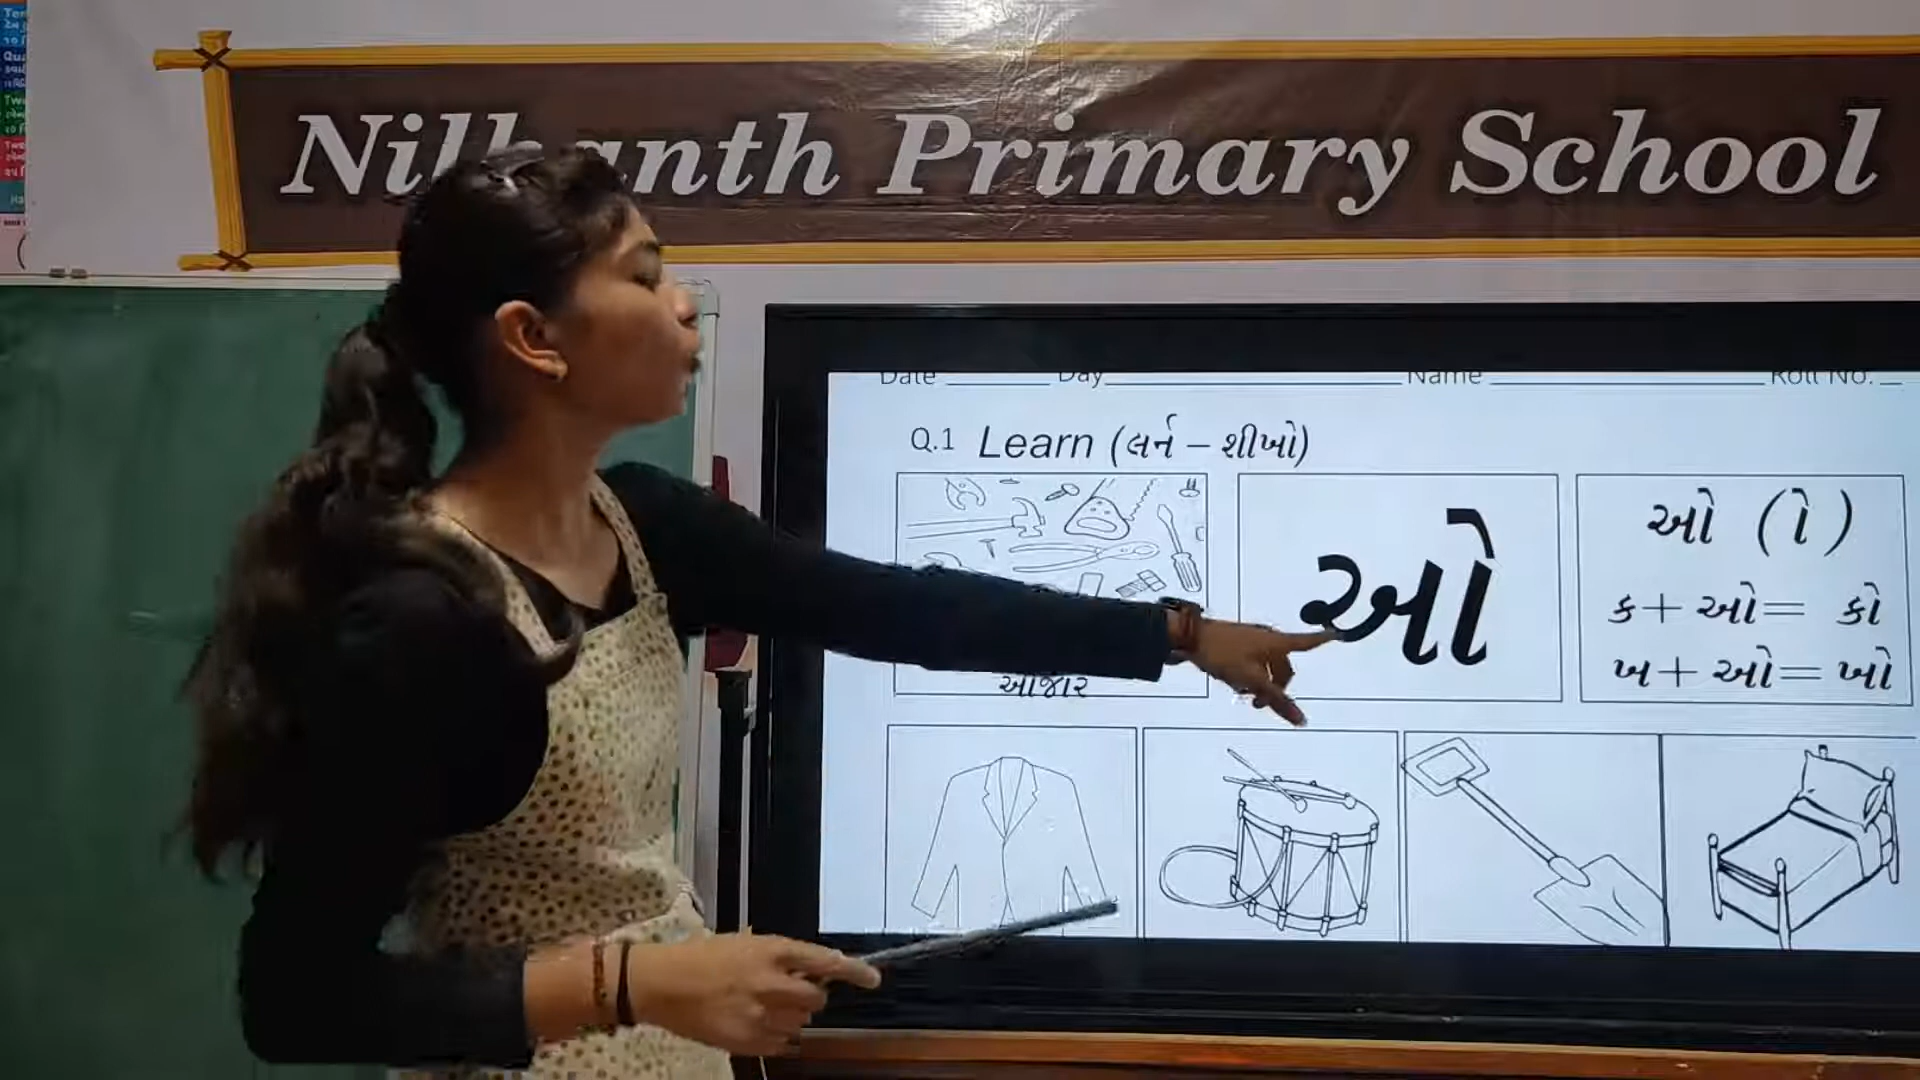 Nilkanth Primary School
Date Day Name Roll No.
Q.1 Learn (લર્ન – શીખો)
ઓજાર
ઓ
ઓ (ો)
ક + ઓ = કો
ખ + ઓ = ખો